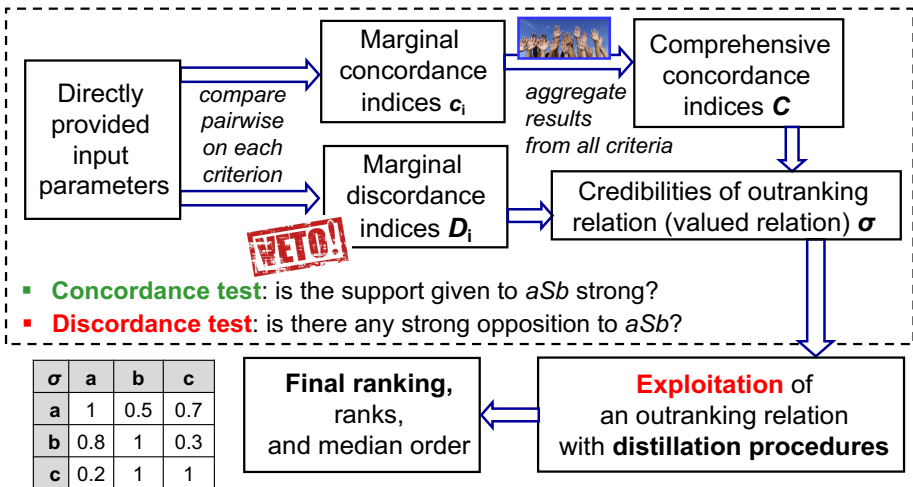 Directly
provided
input
parameters
compare
pairwise
on each
criterion
Marginal
concordance
indices ci
aggregate
results
from all criteria
Comprehensive
concordance
indices C
Marginal
discordance
indices Di
VETO!
Credibilities of outranking
relation (valued relation) σ
▪ Concordance test: is the support given to aSb strong?
▪ Discordance test: is there any strong opposition to aSb?
σ a b c
a 1 0.5 0.7
b 0.8 1 0.3
c 0.2 1 1
Final ranking,
ranks,
and median order
Exploitation of
an outranking relation
with distillation procedures